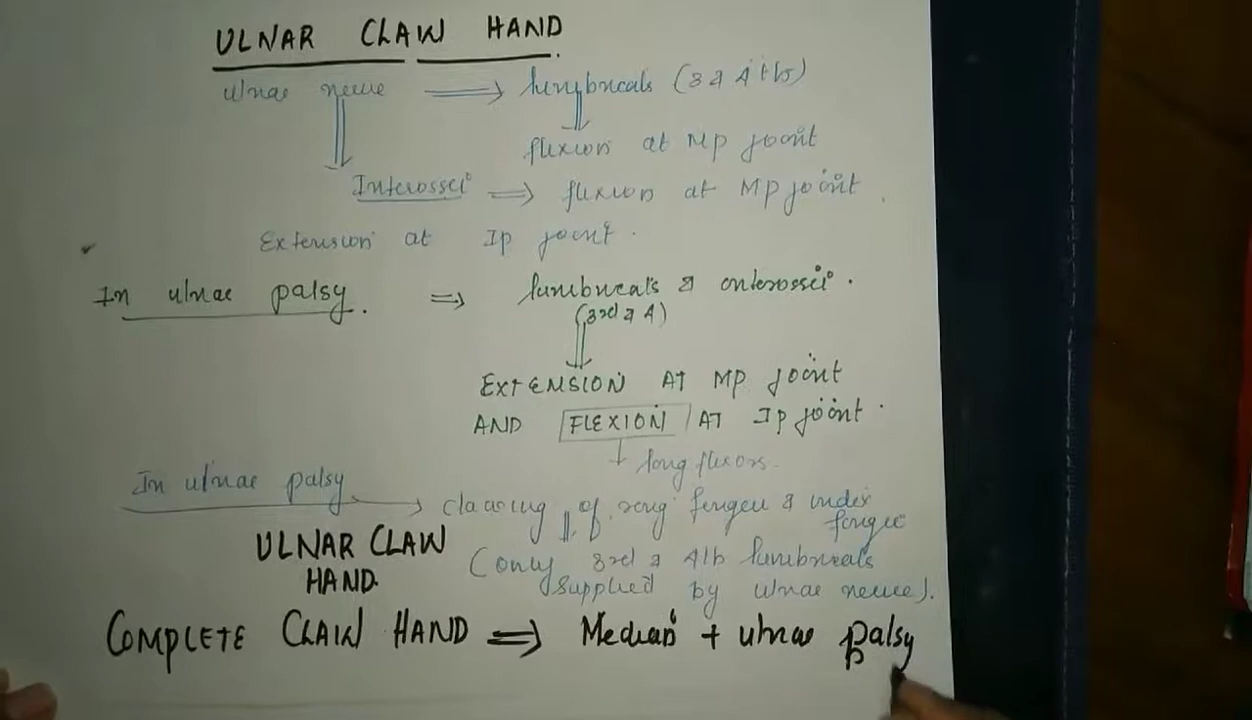 ULNAR CLAW HAND
ulnar nerve ⟹ lumbricals (3 & 4 ths)
flexion at MP joint
Interossei ⟹ flexion at MP joint
Extension at Ip joint.
In ulnar palsy. ⟹ lumbricals & interossei.
(3rd & 4)
EXTENSION AT MP joint
AND FLEXION AT Ip joint.
long flexors.
In ulnar palsy → clawing of ring finger & index
finger
ULNAR CLAW
HAND.
(only 3rd & 4th lumbricals
supplied by ulnar nerve).
COMPLETE CLAW HAND ⟹ Median + ulnar palsy